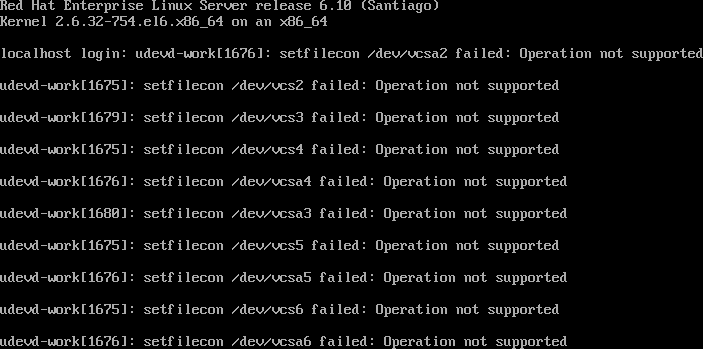 Red Hat Enterprise Linux Server release 6.10 (Santiago)
Kernel 2.6.32-754.el6.x86_64 on an x86_64
localhost login: udevd-work[1676]: setfilecon /dev/vcsa2 failed: Operation not supported
udevd-work[1675]: setfilecon /dev/vcs2 failed: Operation not supported
udevd-work[1679]: setfilecon /dev/vcs3 failed: Operation not supported
udevd-work[1675]: setfilecon /dev/vcs4 failed: Operation not supported
udevd-work[1676]: setfilecon /dev/vcsa4 failed: Operation not supported
udevd-work[1680]: setfilecon /dev/vcsa3 failed: Operation not supported
udevd-work[1675]: setfilecon /dev/vcs5 failed: Operation not supported
udevd-work[1676]: setfilecon /dev/vcsa5 failed: Operation not supported
udevd-work[1675]: setfilecon /dev/vcs6 failed: Operation not supported
udevd-work[1676]: setfilecon /dev/vcsa6 failed: Operation not supported